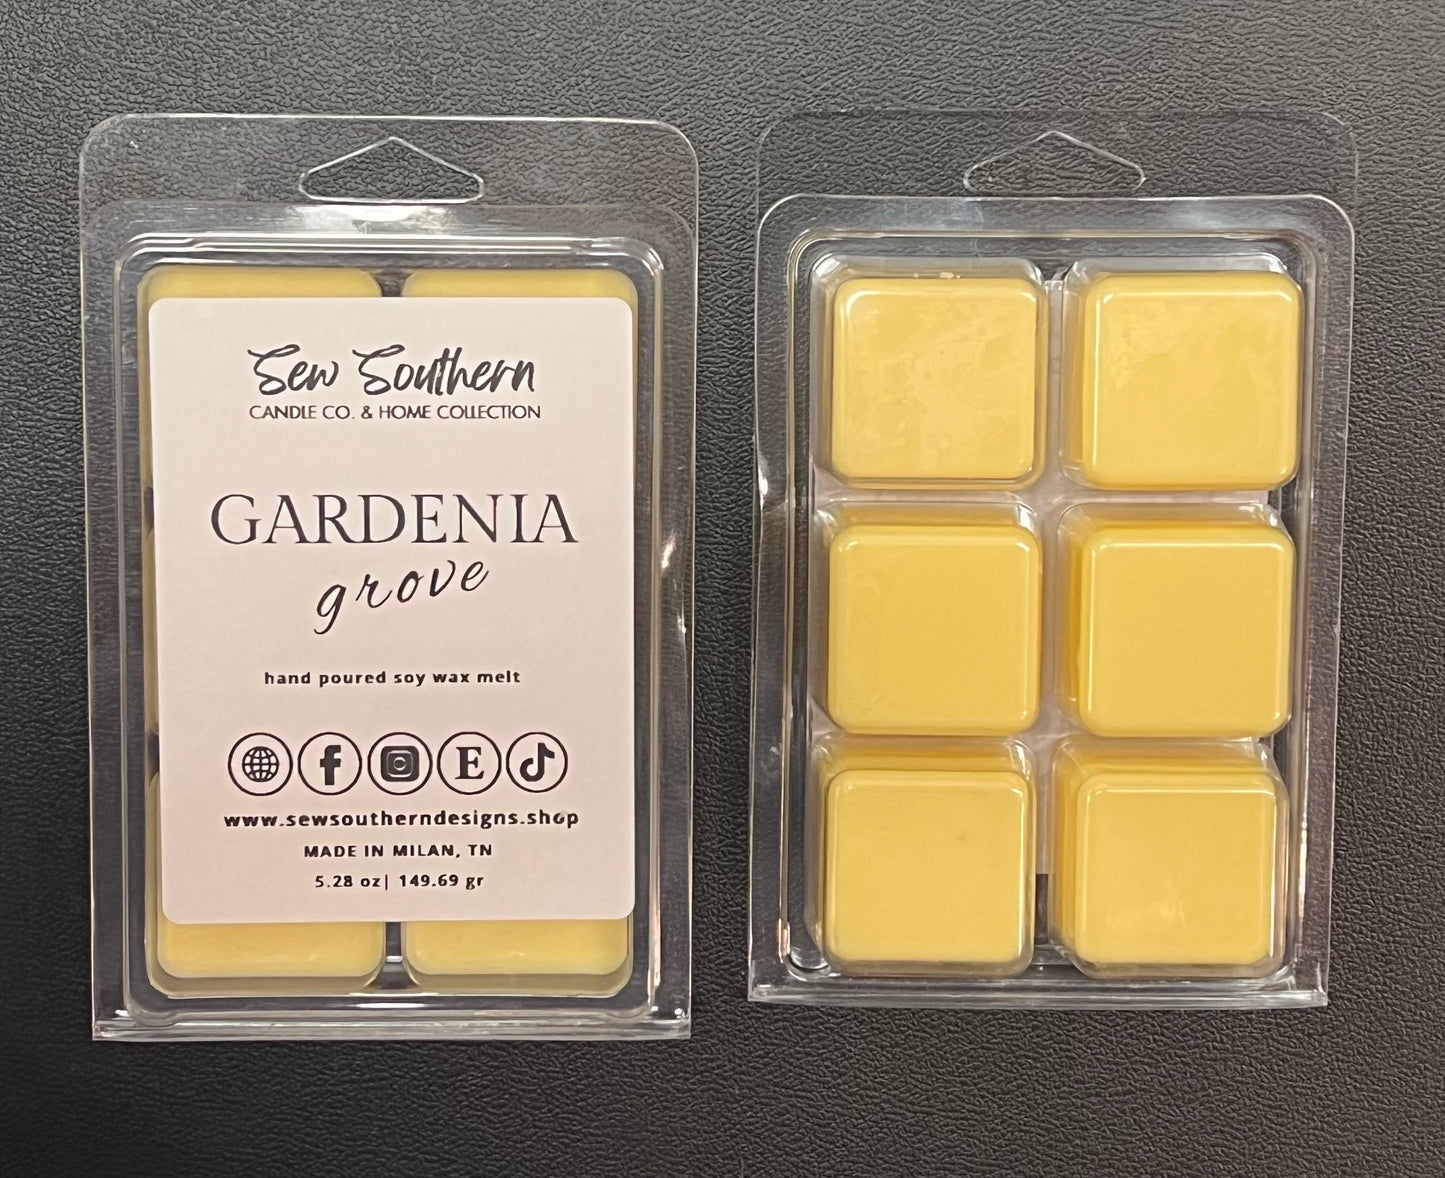 Sew Southern
CANDLE CO. & HOME COLLECTION
GARDENIA
grove
hand poured soy wax melt
f E
www.sewsoutherndesigns.shop
MADE IN MILAN, TN
5.28 oz| 149.69 gr